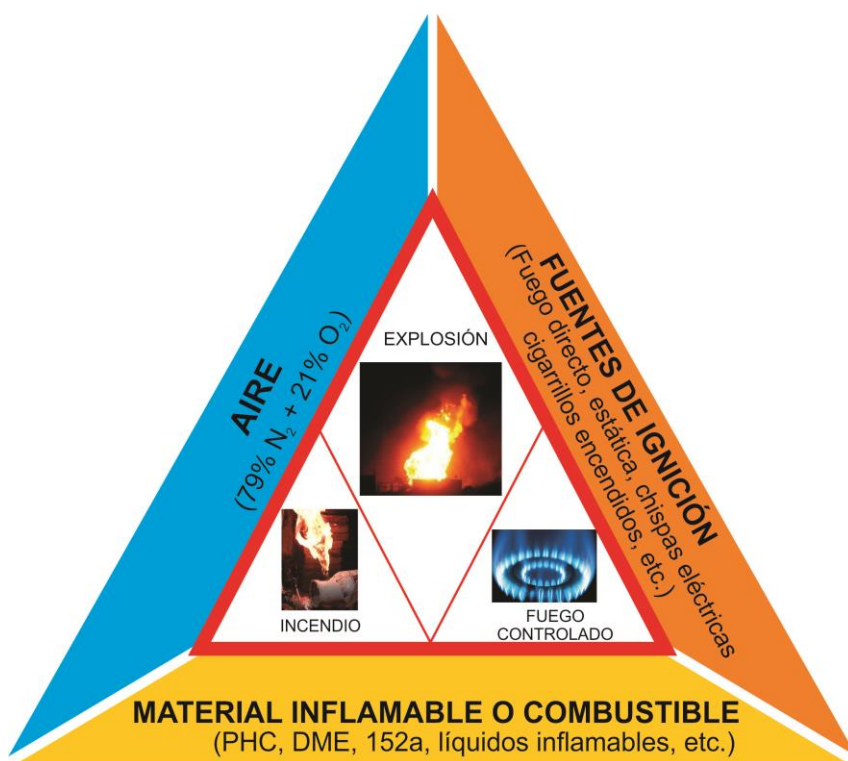 AIRE
(79% N₂ + 21% O₂)
FUENTES DE IGNICIÓN
(Fuego directo, estática, chispas eléctricas
cigarrillos encendidos, etc.)
EXPLOSIÓN
INCENDIO
FUEGO
CONTROLADO
MATERIAL INFLAMABLE O COMBUSTIBLE
(PHC, DME, 152a, líquidos inflamables, etc.)